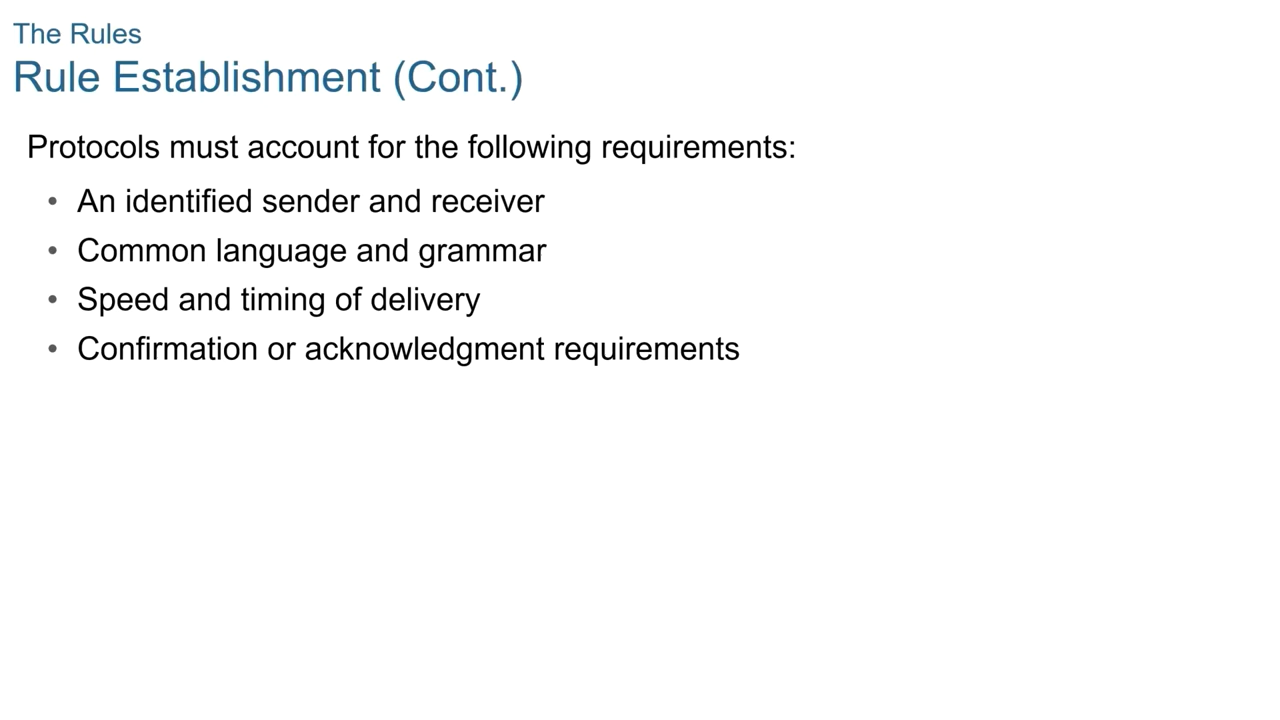 The Rules
Rule Establishment (Cont.)
Protocols must account for the following requirements:
• An identified sender and receiver
• Common language and grammar
• Speed and timing of delivery
• Confirmation or acknowledgment requirements